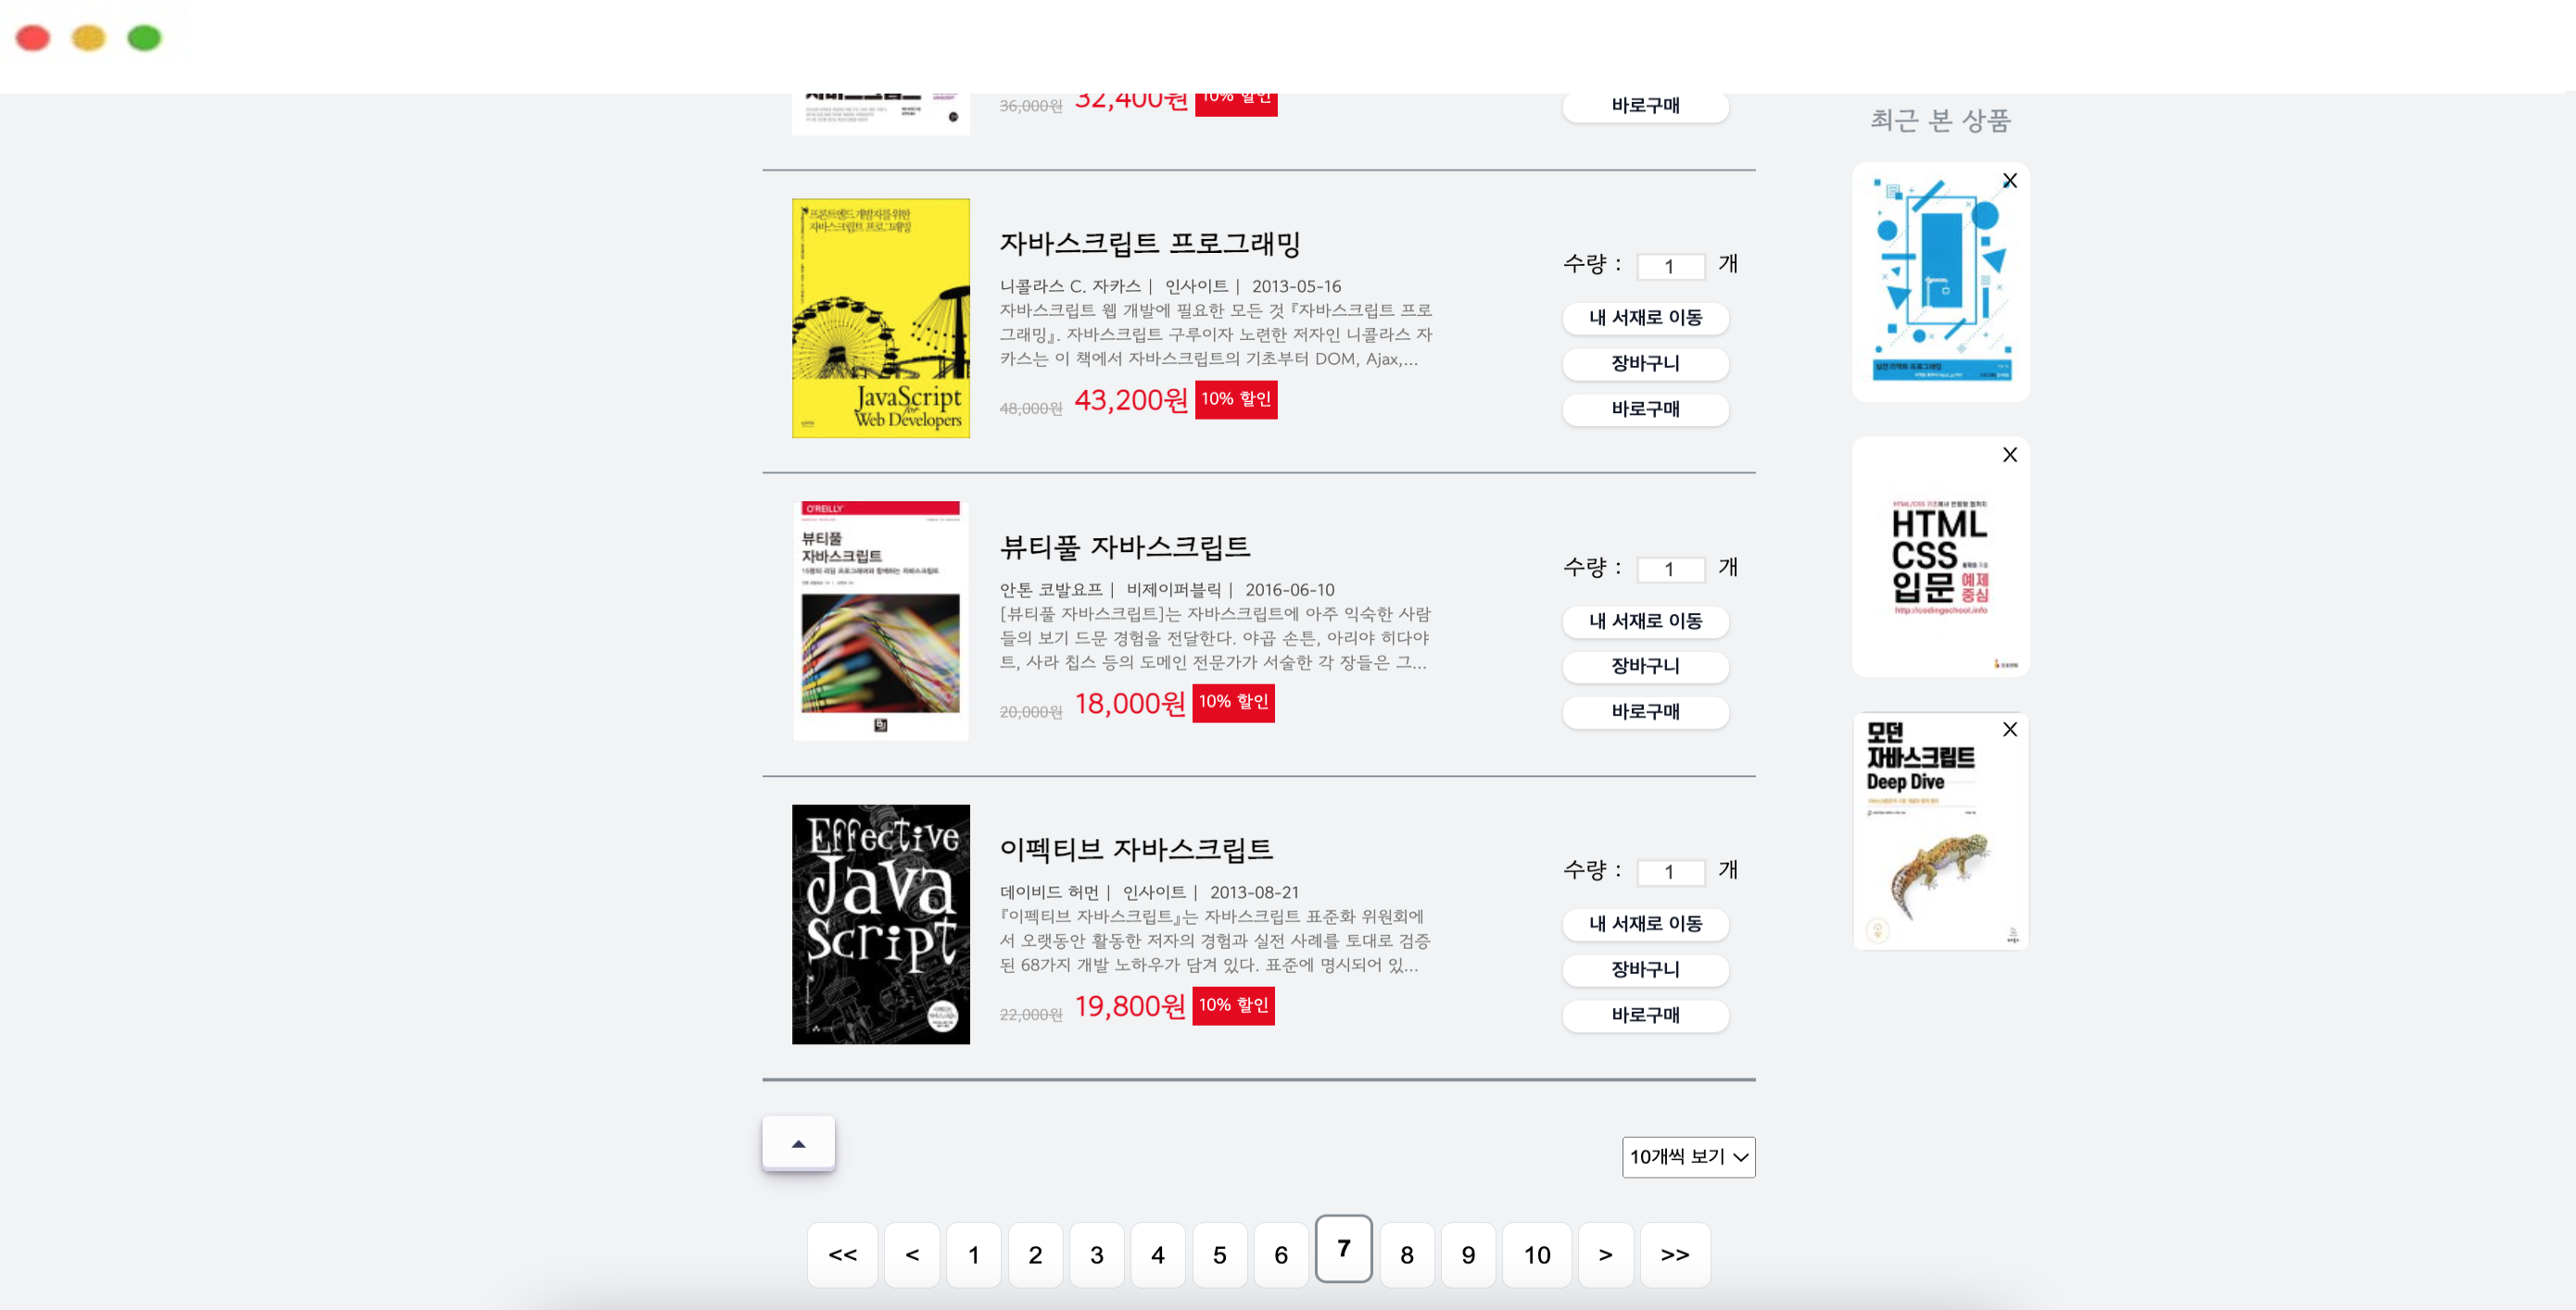 36,000원 32,400원 10% 할인
바로구매
최근 본 상품
X
프론트엔드 개발자를 위한
자바스크립트 프로그래밍
JavaScript
for
Web Developers
자바스크립트 프로그래밍
니콜라스 C. 자카스 | 인사이트 | 2013-05-16
자바스크립트 웹 개발에 필요한 모든 것 『자바스크립트 프로
그래밍』. 자바스크립트 구루이자 노련한 저자인 니콜라스 자
카스는 이 책에서 자바스크립트의 기초부터 DOM, Ajax,...
48,000원 43,200원 10% 할인
수량 : 1 개
내 서재로 이동
장바구니
바로구매
X
HTML
CSS
입문 예제
중심
http://codingschool.info
O'REILLY
뷰티풀
자바스크립트
뷰티풀 자바스크립트
안톤 코발요프 | 비제이퍼블릭 | 2016-06-10
[뷰티풀 자바스크립트]는 자바스크립트에 아주 익숙한 사람
들의 보기 드문 경험을 전달한다. 야곱 손튼, 아리야 히다야
트, 사라 칩스 등의 도메인 전문가가 서술한 각 장들은 그...
20,000원 18,000원 10% 할인
수량 : 1 개
내 서재로 이동
장바구니
바로구매
X
모던
자바스크립트
Deep Dive
Effective
Java
Script
이펙티브 자바스크립트
데이비드 허먼 | 인사이트 | 2013-08-21
『이펙티브 자바스크립트』는 자바스크립트 표준화 위원회에
서 오랫동안 활동한 저자의 경험과 실전 사례를 토대로 검증
된 68가지 개발 노하우가 담겨 있다. 표준에 명시되어 있...
22,000원 19,800원 10% 할인
수량 : 1 개
내 서재로 이동
장바구니
바로구매
10개씩 보기
<< < 1 2 3 4 5 6 7 8 9 10 > >>